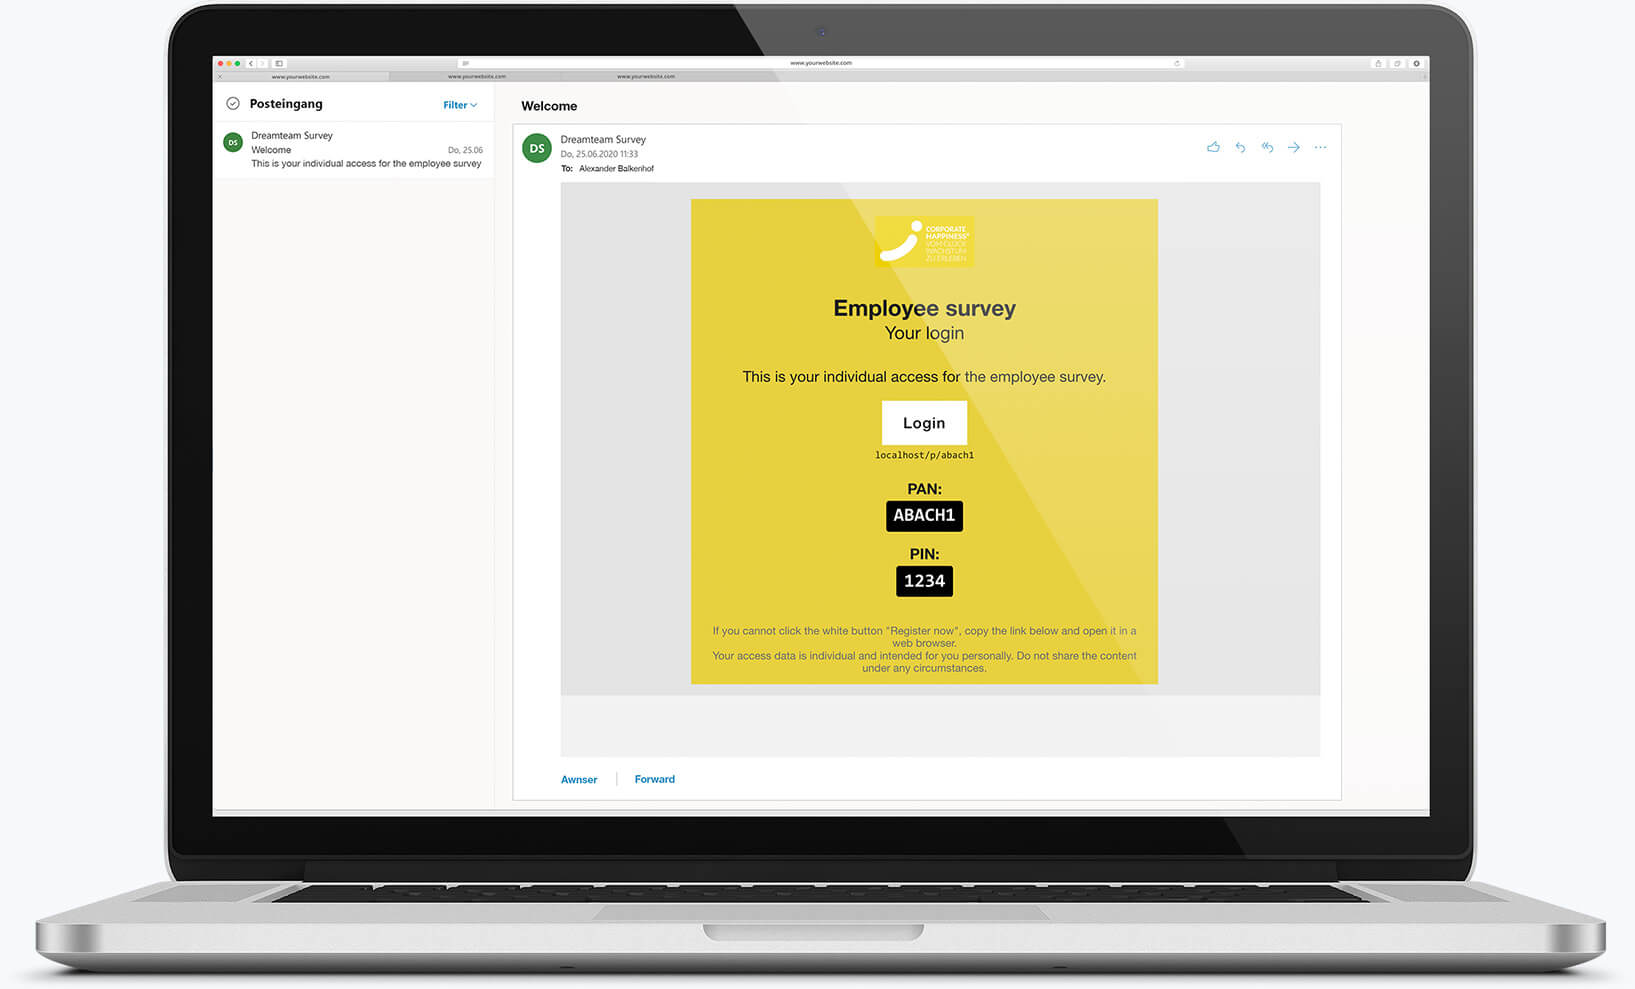 www.yourwebsite.com
www.yourwebsite.com
www.yourwebsite.com
www.yourwebsite.com
Posteingang
Filter
DS
Dreamteam Survey
Welcome
Do, 25.06
This is your individual access for the employee survey
Welcome
DS
Dreamteam Survey
Do, 25.06.2020 11:33
To: Alexander Balkenhof
CORPORATE
HAPPINESS®
VOM GLÜCK
WACHSTUM
ZU ERLEBEN
Employee survey
Your login
This is your individual access for the employee survey.
Login
localhost/p/abach1
PAN:
ABACH1
PIN:
1234
If you cannot click the white button "Register now", copy the link below and open it in a
web browser.
Your access data is individual and intended for you personally. Do not share the content
under any circumstances.
Awnser
Forward